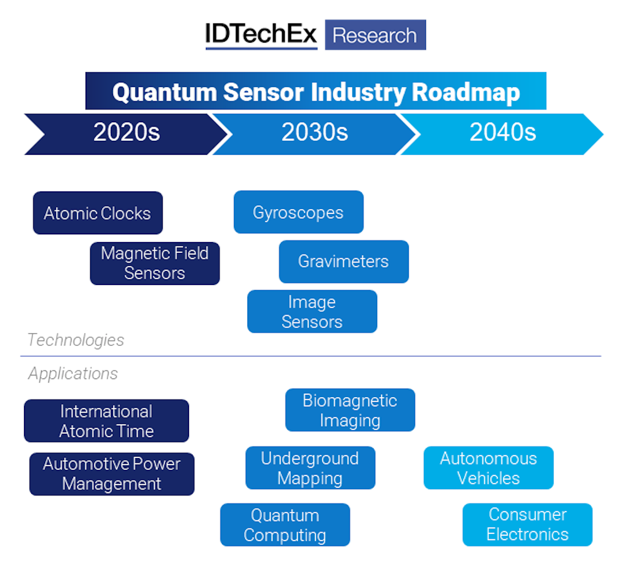 IDTechEx Research
Quantum Sensor Industry Roadmap
2020s 2030s 2040s
Atomic Clocks
Gyroscopes
Magnetic Field
Sensors
Gravimeters
Image
Sensors
Technologies
Applications
International
Atomic Time
Biomagnetic
Imaging
Automotive Power
Management
Underground
Mapping
Autonomous
Vehicles
Quantum
Computing
Consumer
Electronics